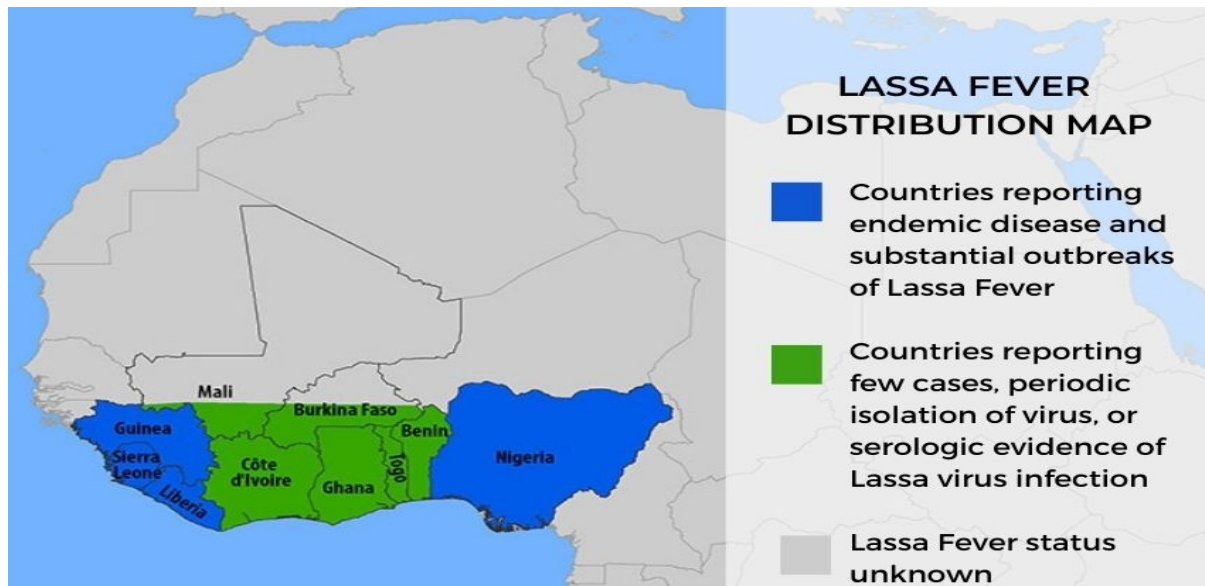 LASSA FEVER
DISTRIBUTION MAP
Countries reporting
endemic disease and
substantial outbreaks
of Lassa Fever
Countries reporting
few cases, periodic
isolation of virus, or
serologic evidence of
Lassa virus infection
Lassa Fever status
unknown
Mali
Burkina Faso
Guinea
Benin
Sierra
Leone
Côte
d'Ivoire
Togo
Nigeria
Ghana
Liberia